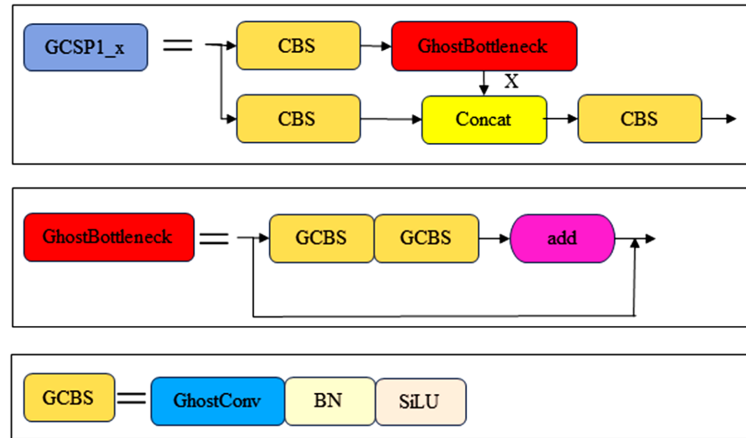 GCSP1_x = CBS GhostBottleneck
X
CBS Concat CBS
GhostBottleneck = GCBS GCBS add
GCBS = GhostConv BN SiLU